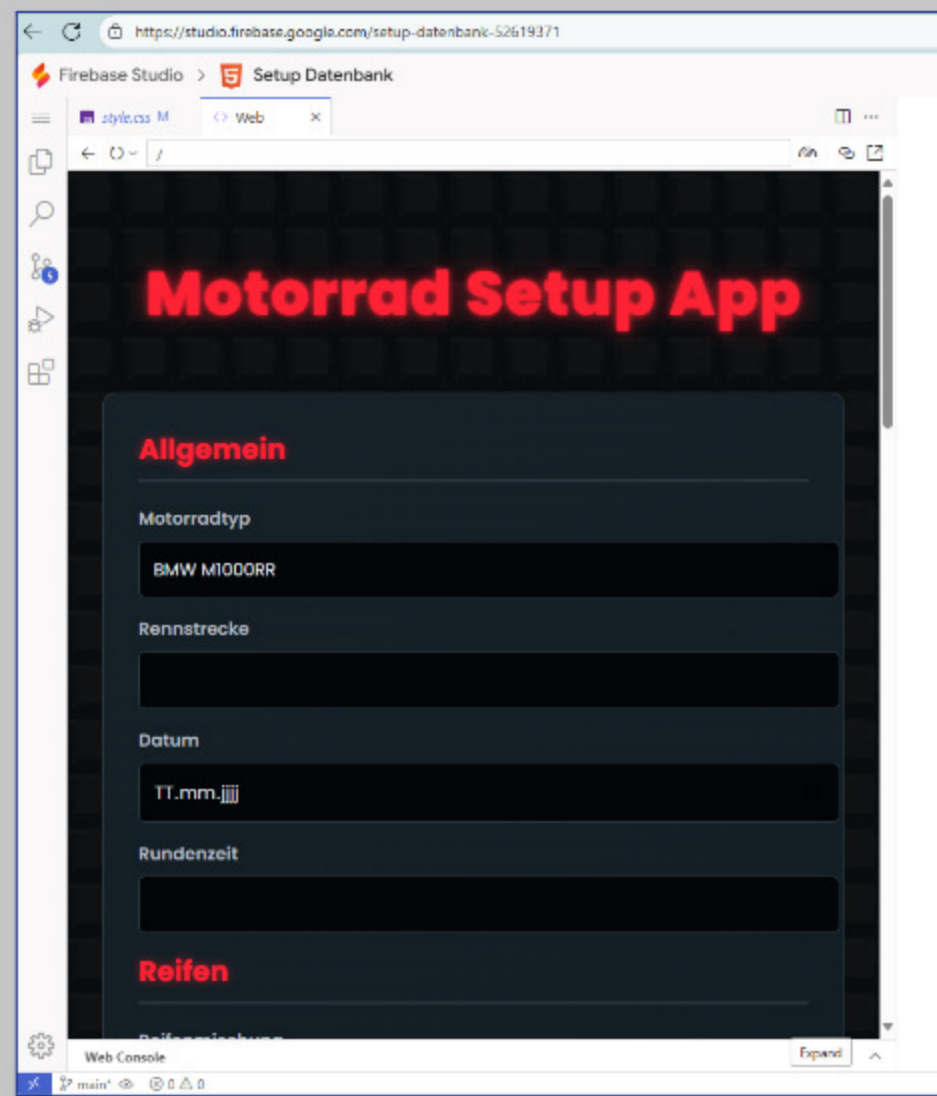 https://studio.firebase.google.com/setup-datenbank-52619371
Firebase Studio > Setup Datenbank
style.css M
<> Web ×
/
Motorrad Setup App
Allgemein
Motorradtyp
BMW M1000RR
Rennstrecke
Datum
TT.mm.jjjj
Rundenzeit
Reifen
Reifenmischung
Web Console
Expand
main* 0 0